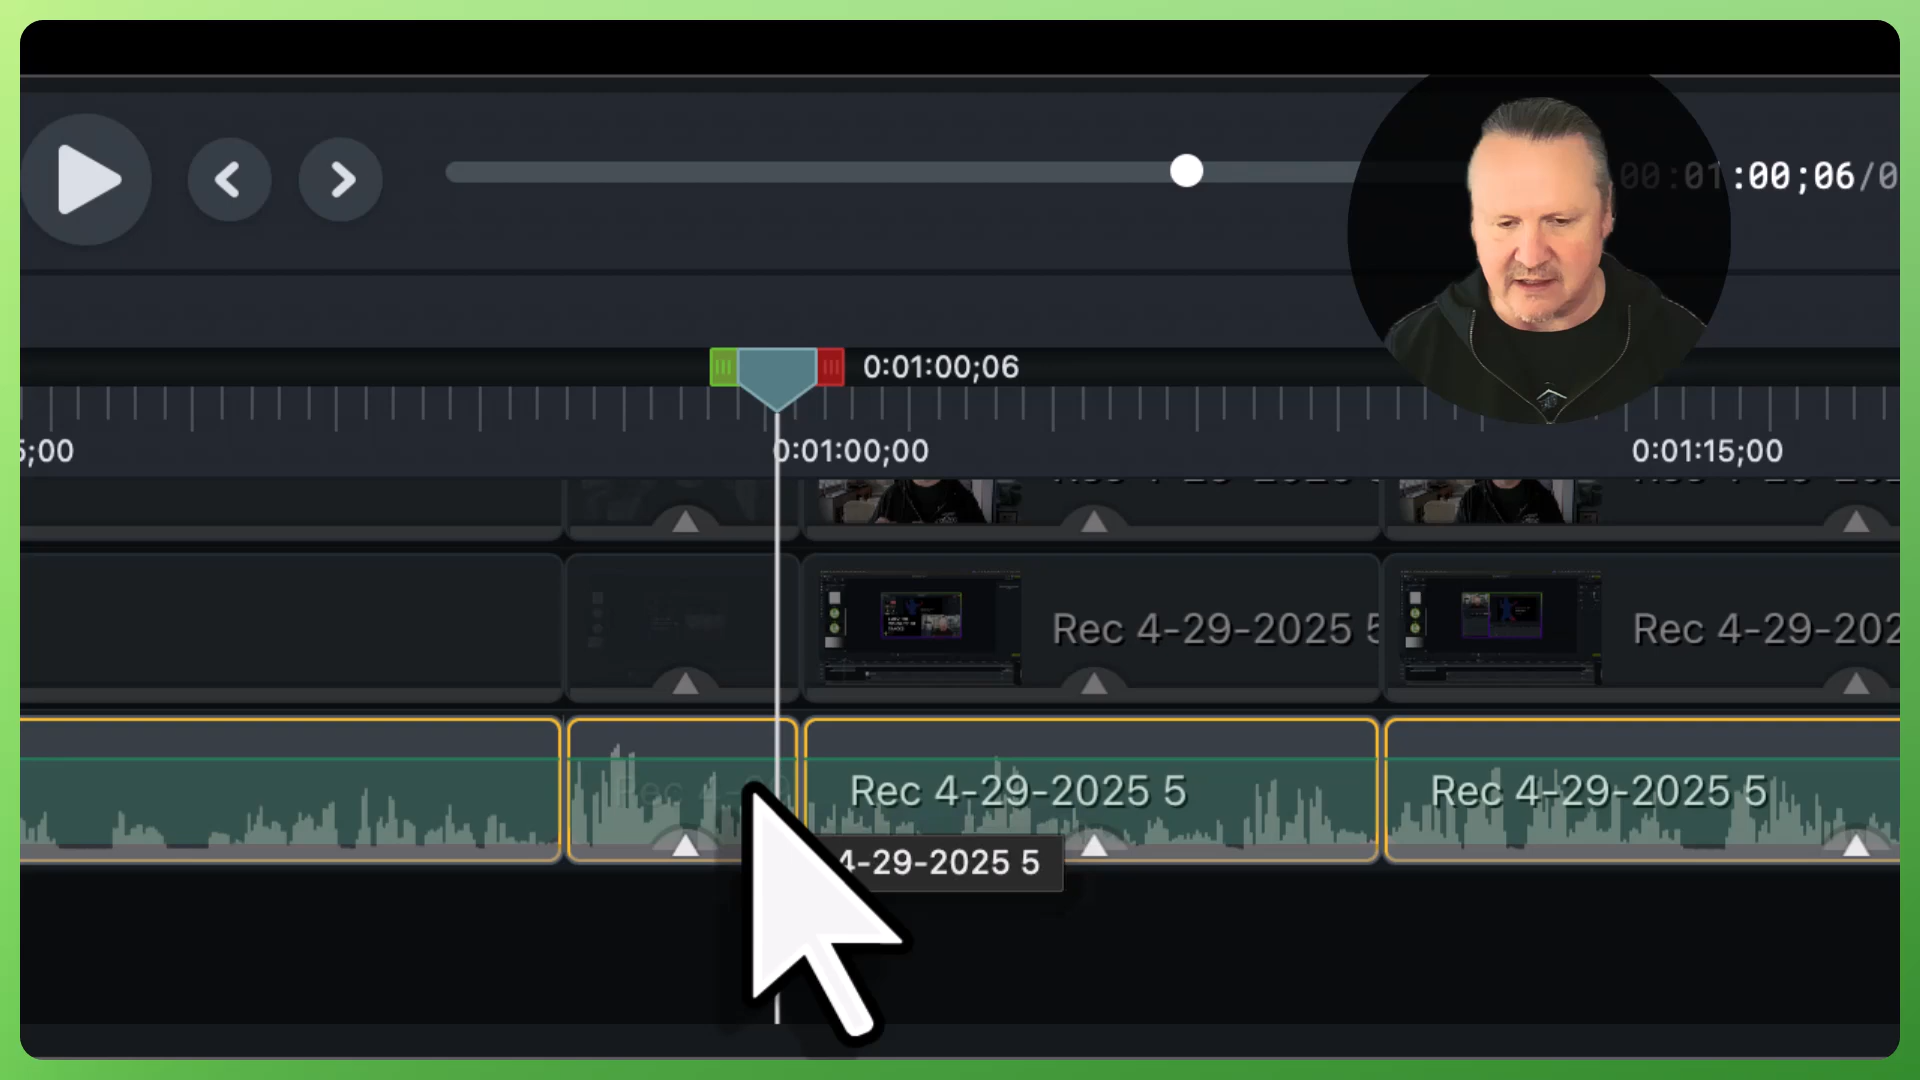 00:01:00;06/0
0:01:00;06
5;00
0:01:00;00
0:01:15;00
Rec 4-29-2025 5
Rec 4-29-202
Rec 4-
Rec 4-29-2025 5
Rec 4-29-2025 5
4-29-2025 5